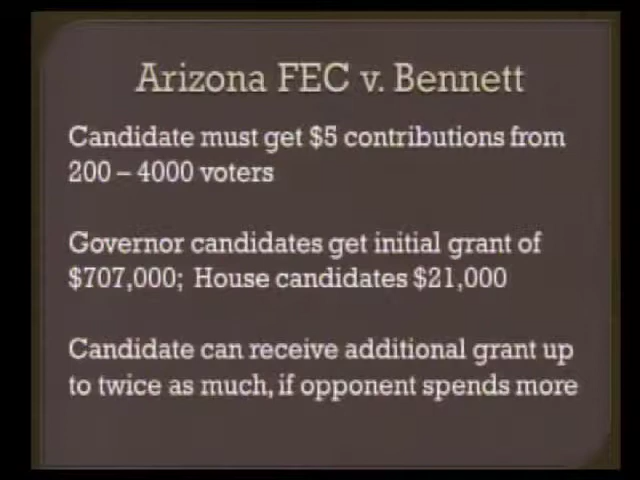 Arizona FEC v. Bennett
Candidate must get $5 contributions from
200 – 4000 voters
Governor candidates get initial grant of
$707,000; House candidates $21,000
Candidate can receive additional grant up
to twice as much, if opponent spends more